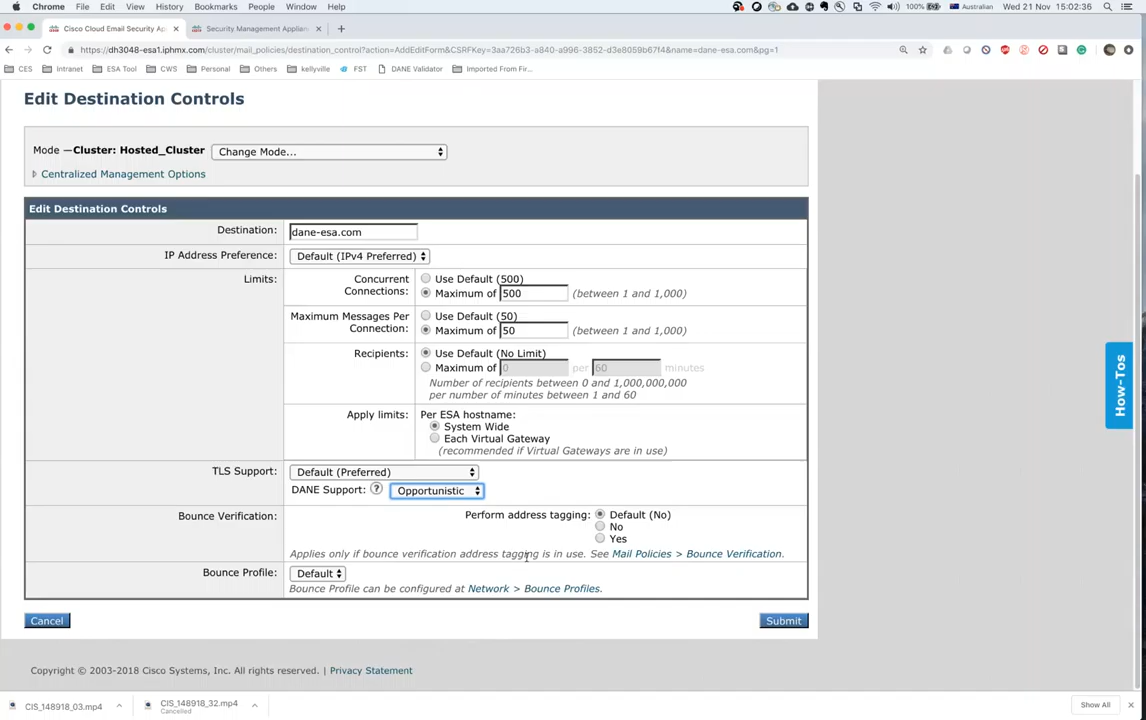 Chrome File Edit View History Bookmarks People Window Help 100% Australian Wed 21 Nov 15:02:36
Cisco Cloud Email Security Ap × Security Management Applian × +
https://dh3048-esa1.iphmx.com/cluster/mail_policies/destination_control?action=AddEditForm&CSRFKey=3aa726b3-a840-a996-3852-d3e8059b67f4&name=dane-esa.com&pg=1
CES Intranet ESA Tool CWS Personal Others kellyville FST DANE Validator Imported From Fir...
Edit Destination Controls
Mode —Cluster: Hosted_Cluster Change Mode...
Centralized Management Options
Edit Destination Controls
Destination: dane-esa.com
IP Address Preference: Default (IPv4 Preferred)
Limits: Concurrent Connections: Use Default (500)
Maximum of 500 (between 1 and 1,000)
Maximum Messages Per Connection: Use Default (50)
Maximum of 50 (between 1 and 1,000)
Recipients: Use Default (No Limit)
Maximum of 0 per 60 minutes
Number of recipients between 0 and 1,000,000,000
per number of minutes between 1 and 60
Apply limits: Per ESA hostname:
System Wide
Each Virtual Gateway
(recommended if Virtual Gateways are in use)
TLS Support: Default (Preferred)
DANE Support: ? Opportunistic
Bounce Verification: Perform address tagging: Default (No)
No
Yes
Applies only if bounce verification address tagging is in use. See Mail Policies > Bounce Verification.
Bounce Profile: Default
Bounce Profile can be configured at Network > Bounce Profiles.
Cancel Submit
How-Tos
Copyright © 2003-2018 Cisco Systems, Inc. All rights reserved. | Privacy Statement
CIS_148918_03.mp4 CIS_148918_32.mp4 Show All ×
Cancelled